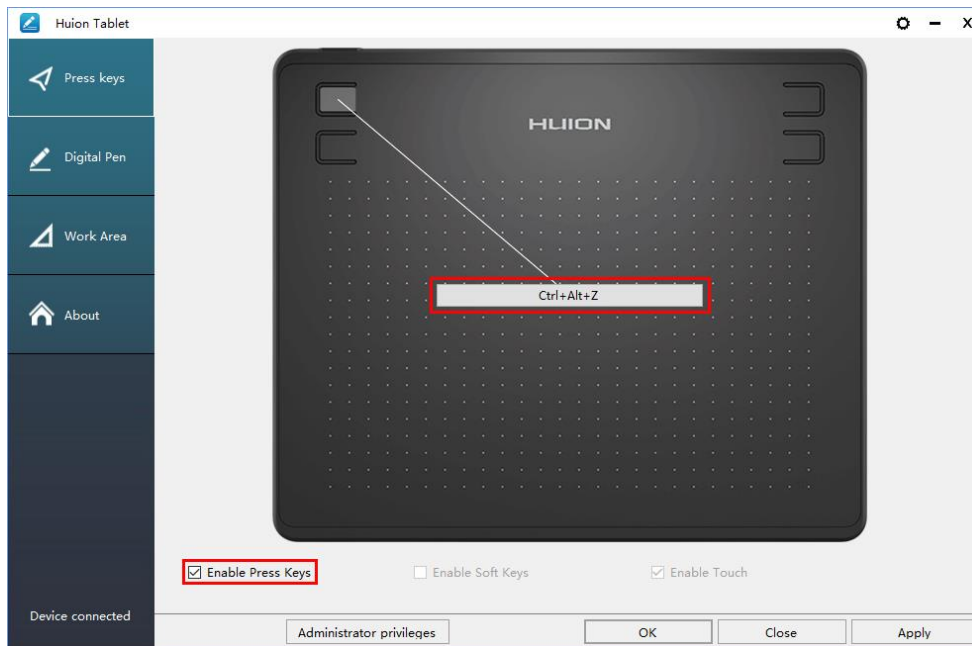 Huion Tablet
X
Press keys
HUION
Digital Pen
Work Area
Ctrl+Alt+Z
About
Enable Press Keys
Enable Soft Keys
Enable Touch
Device connected
Administrator privileges
OK
Close
Apply